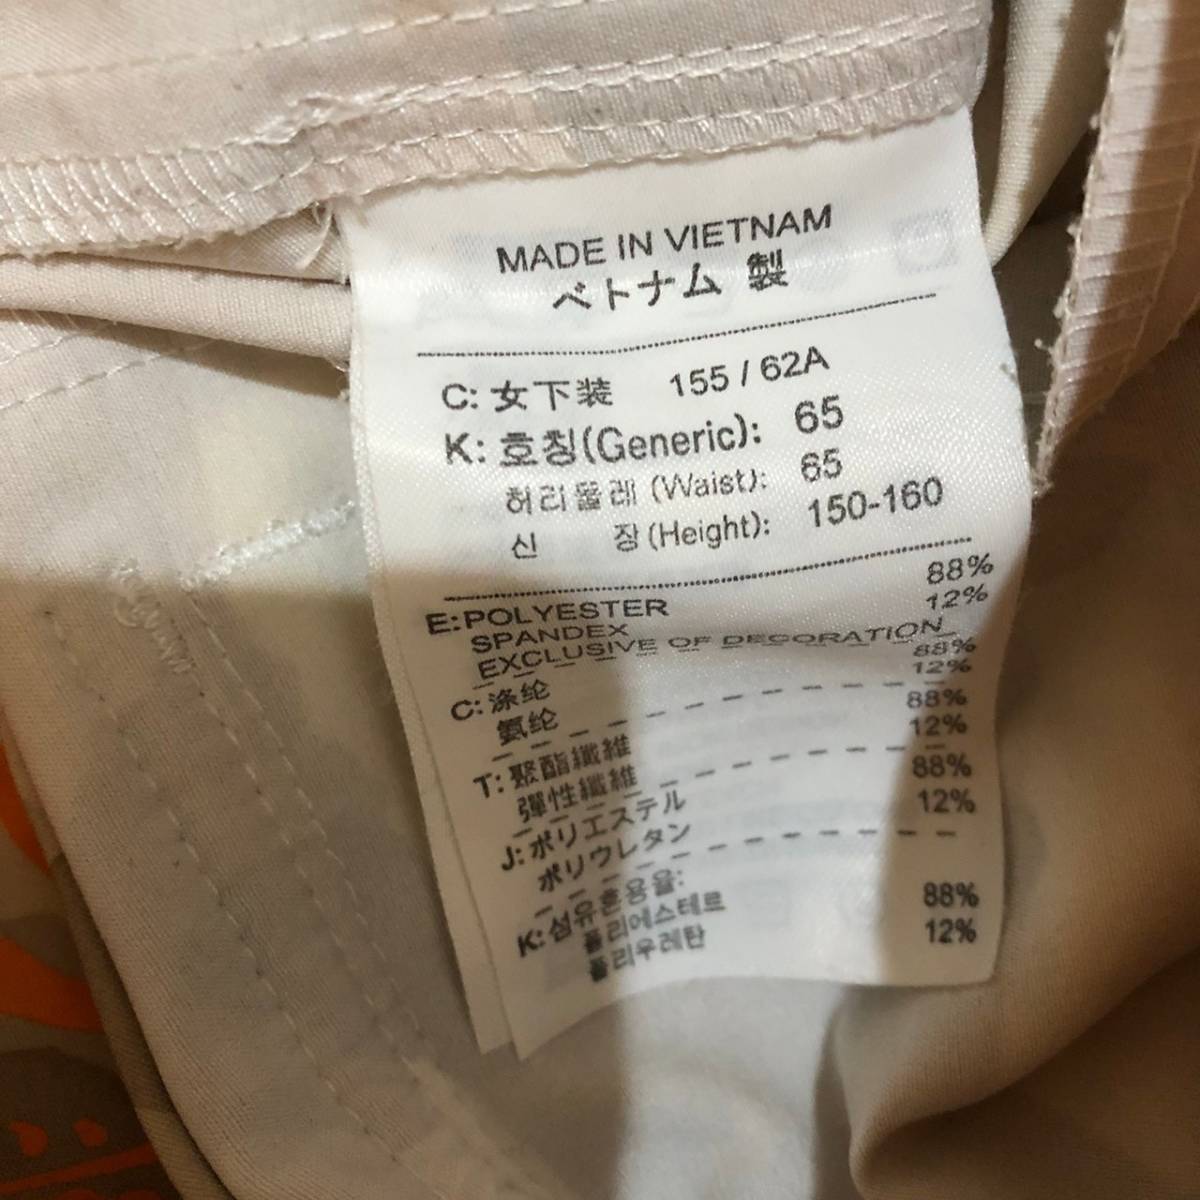 MADE IN VIETNAM
ベトナム 製
C: 女下装 155 / 62A
K: 호칭(Generic): 65
허리둘레 (Waist): 65
신 장 (Height): 150-160
E: POLYESTER 88%
SPANDEX 12%
EXCLUSIVE OF DECORATION
C: 涤纶 88%
氨纶 12%
T: 聚酯纖維 88%
彈性纖維 12%
J: ポリエステル 88%
ポリウレタン 12%
K: 섬유혼용율:
폴리에스테르 88%
폴리우레탄 12%